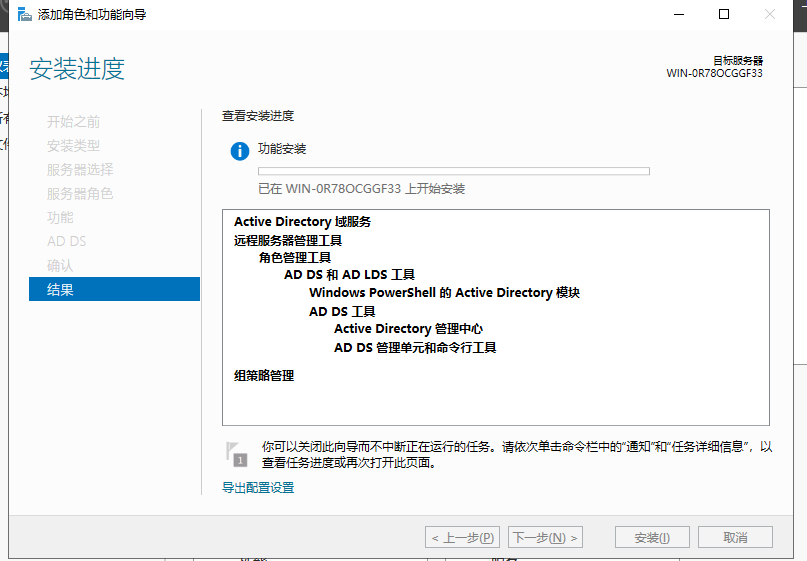 添加角色和功能向导
安装进度
目标服务器
WIN-0R78OCGGF33
开始之前
安装类型
服务器选择
服务器角色
功能
AD DS
确认
结果
查看安装进度
功能安装
已在 WIN-0R78OCGGF33 上开始安装
Active Directory 域服务
远程服务器管理工具
角色管理工具
AD DS 和 AD LDS 工具
Windows PowerShell 的 Active Directory 模块
AD DS 工具
Active Directory 管理中心
AD DS 管理单元和命令行工具
组策略管理
1
你可以关闭此向导而不中断正在运行的任务。请依次单击命令栏中的“通知”和“任务详细信息”，以
查看任务进度或再次打开此页面。
导出配置设置
< 上一步(P) 下一步(N) > 安装(I) 取消